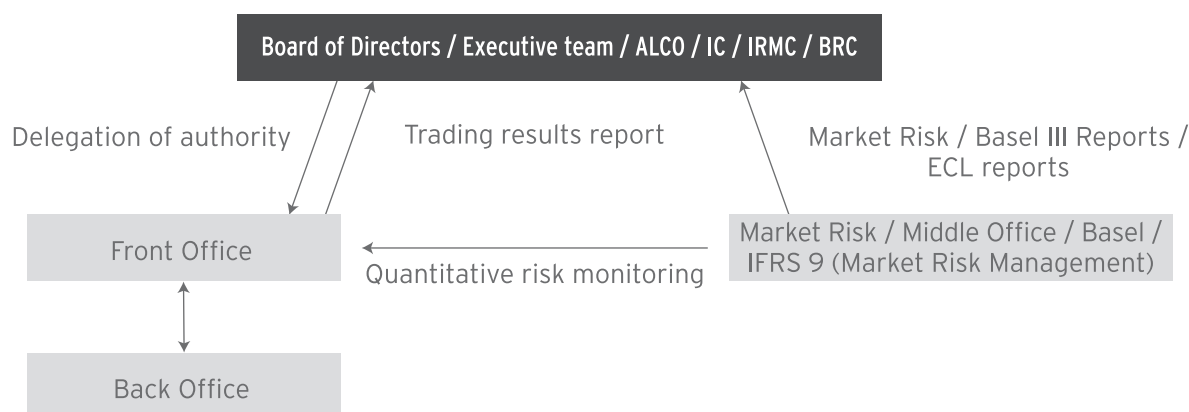 Board of Directors / Executive team / ALCO / IC / IRMC / BRC
Delegation of authority
Trading results report
Market Risk / Basel III Reports /
ECL reports
Front Office
Quantitative risk monitoring
Market Risk / Middle Office / Basel /
IFRS 9 (Market Risk Management)
Back Office